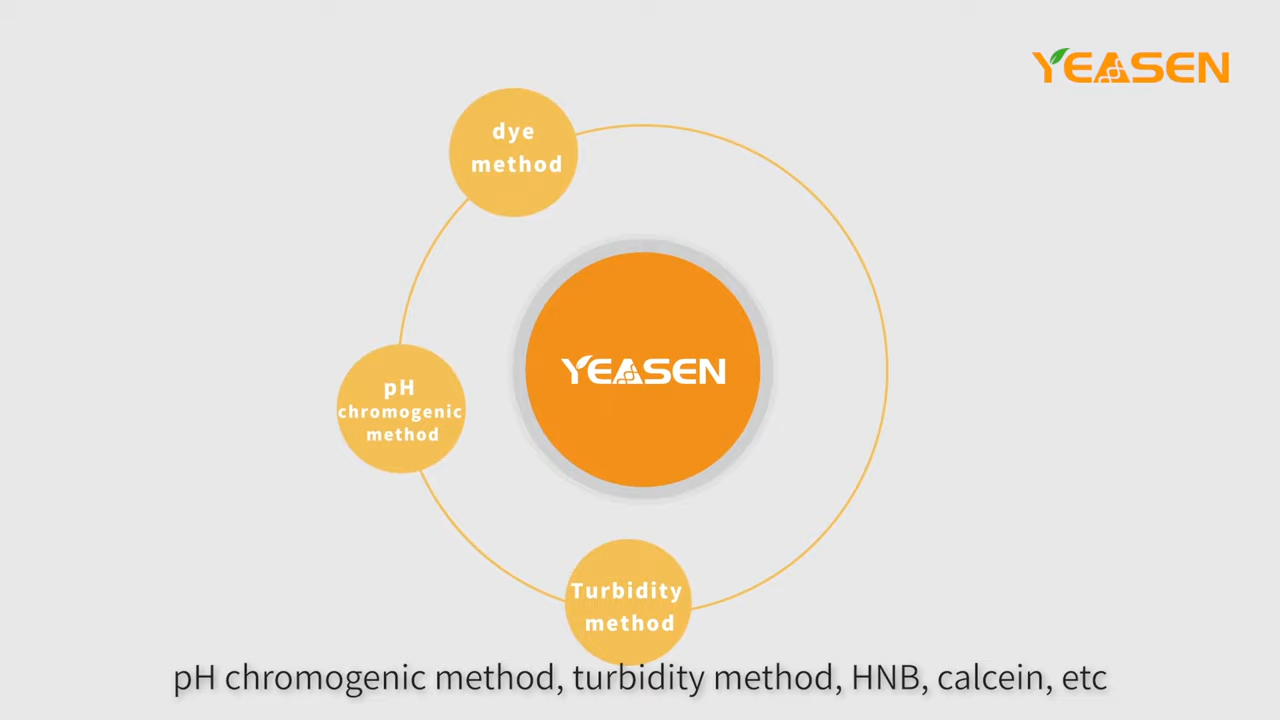 YEASEN
dye
method
pH
chromogenic
method
YEASEN
Turbidity
method
pH chromogenic method, turbidity method, HNB, calcein, etc